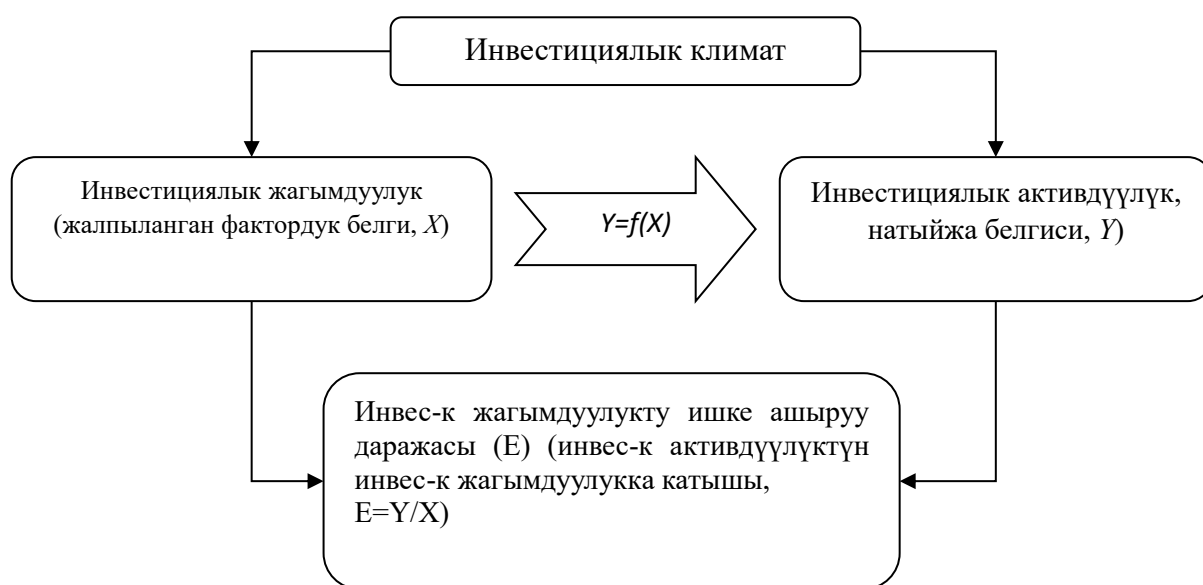 Инвестициялык климат
Инвестициялык жагымдуулук
(жалпыланган фактордук белги, X)
Y=f(X)
Инвестициялык активдүүлүк,
натыйжа белгиси, Y)
Инвес-к жагымдуулукту ишке ашыруу
даражасы (Е) (инвес-к активдүүлүктүн
инвес-к жагымдуулукка катышы,
E=Y/X)